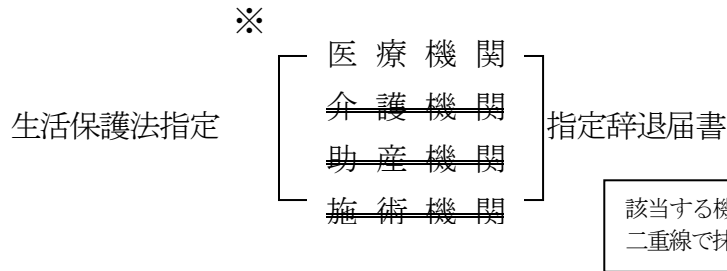 ※
医療機関
介護機関
生活保護法指定
指定辞退届書
助産機関
施術機関
該当する機
二重線で抹